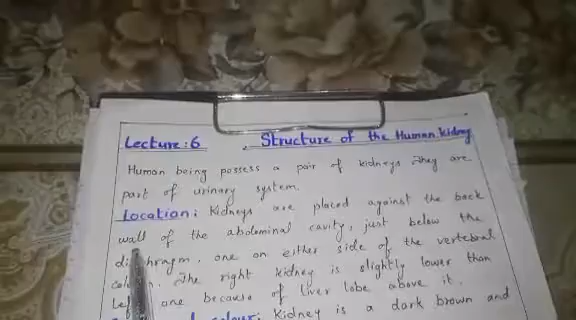 Lecture: 6 Structure of the Human kidney
Human being possess a pair of kidneys They are
part of urinary system.
Location: Kidneys are placed against the back
wall of the abdominal cavity, just below the
one on either side of the vertebral
The right kidney is slightly lower than
one because of liver lobe above it.
colour: Kidney is a dark brown and